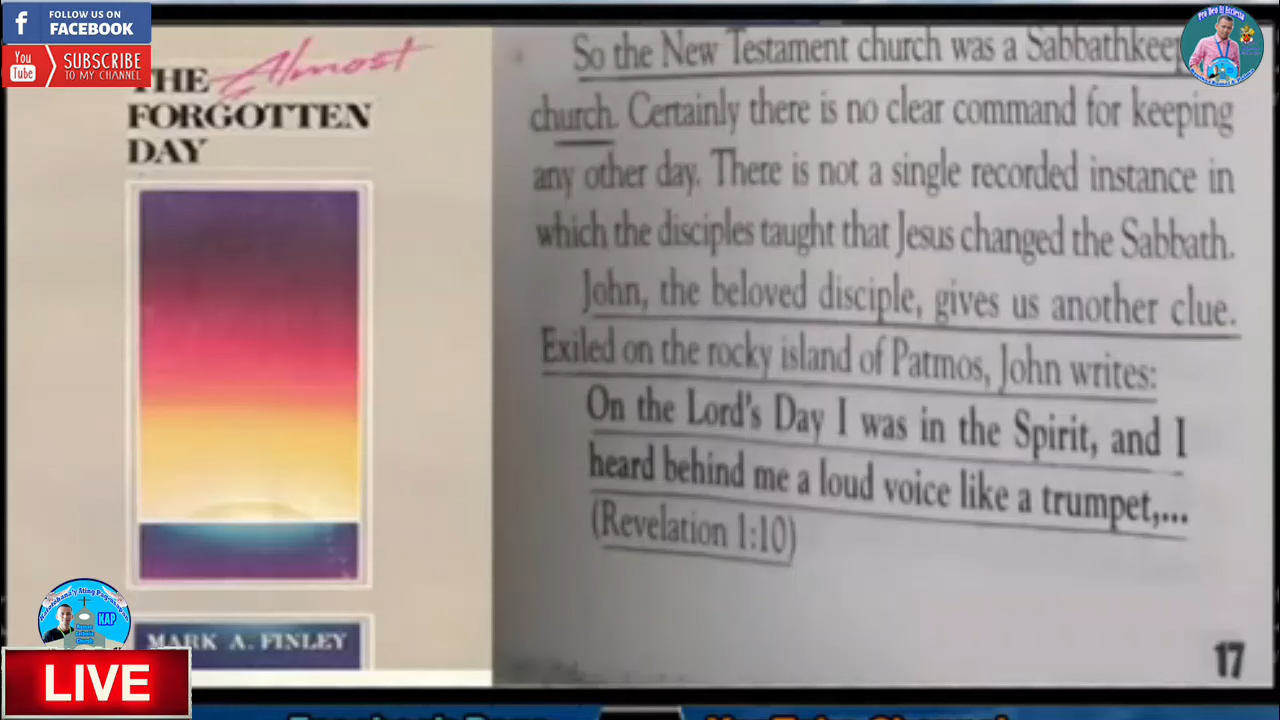 FOLLOW US ON
FACEBOOK
You
Tube
SUBSCRIBE
TO MY CHANNEL
THE Almost
FORGOTTEN
DAY
MARK A. FINLEY
KAP
LIVE
So the New Testament church was a Sabbathkeep
church. Certainly there is no clear command for keeping
any other day. There is not a single recorded instance in
which the disciples taught that Jesus changed the Sabbath.
John, the beloved disciple, gives us another clue.
Exiled on the rocky island of Patmos, John writes:
On the Lord's Day I was in the Spirit, and I
heard behind me a loud voice like a trumpet,...
(Revelation 1:10)
17